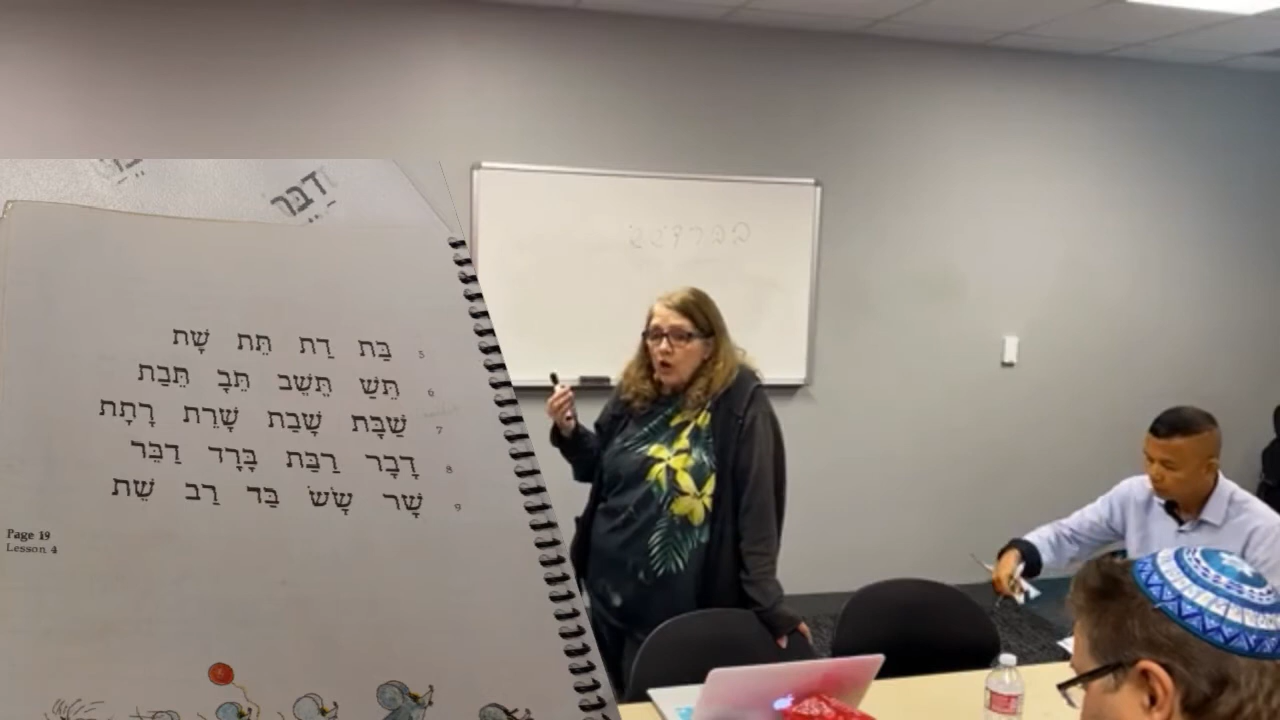 דַבֵּר
5 בַּת דַת תֵּת שָׁת
6 תֵּשַׁ תֵּשֵׁב תֵּבָ תֵּבַת
7 שַׁבָּת שָׁבַת שָׁרֵת רָתָת
8 דָבָר רַבַּת בָּרָד דַבֵּר
9 שָׁר שָׂשׂ בַּד רַב שֵׁת
Page 19
Lesson 4